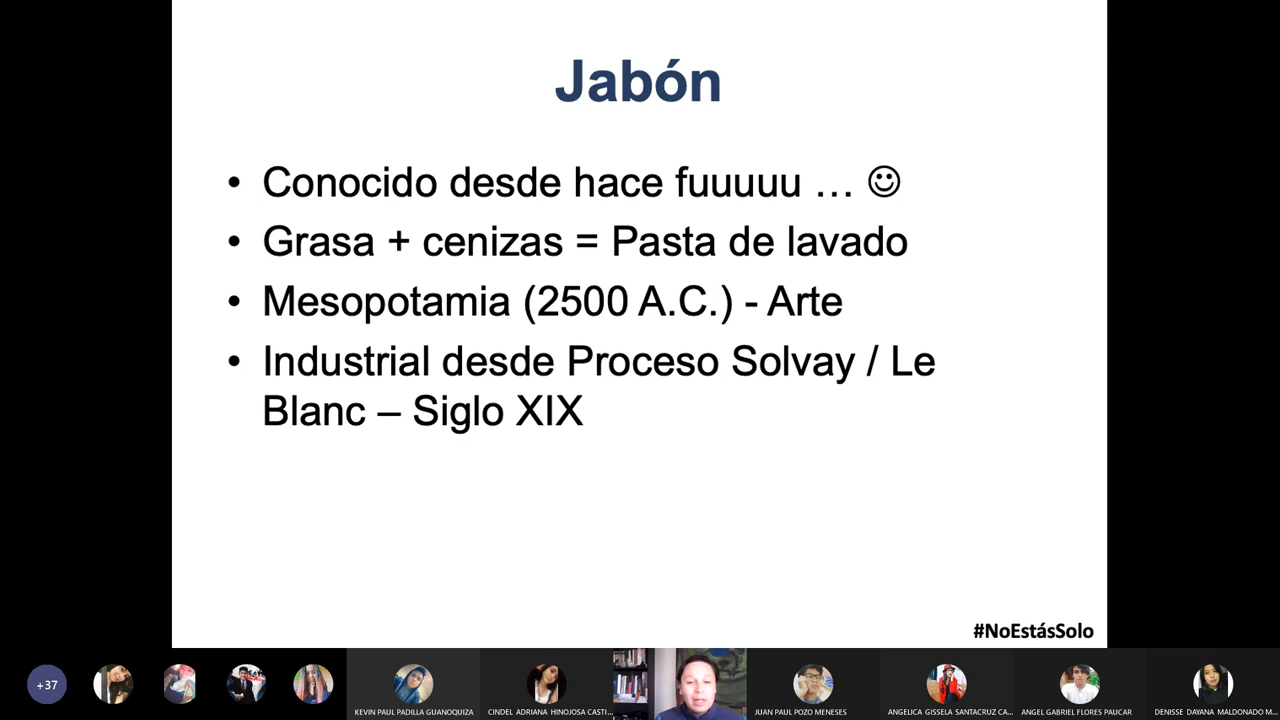 Jabón
• Conocido desde hace fuuuuu … ☺
• Grasa + cenizas = Pasta de lavado
• Mesopotamia (2500 A.C.) - Arte
• Industrial desde Proceso Solvay / Le
Blanc – Siglo XIX
#NoEstásSolo
+37
KEVIN PAUL PADILLA GUANOQUIZA
CINDEL ADRIANA HINOJOSA CASTI...
JUAN PAUL POZO MENESES
ANGELICA GISSELA SANTACRUZ CA...
ANGEL GABRIEL FLORES PAUCAR
DENISSE DAYANA MALDONADO M...